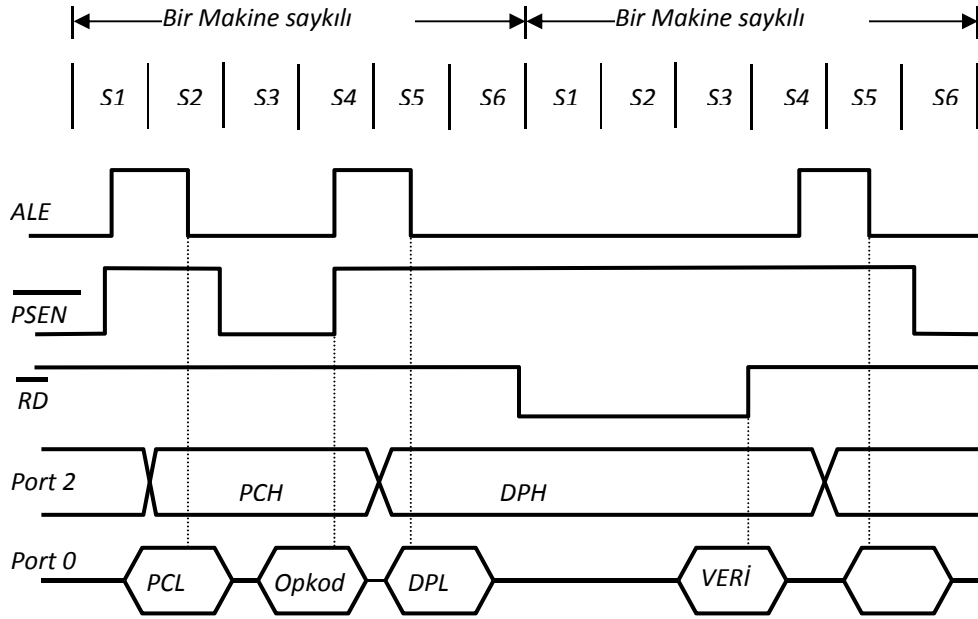 Bir Makine saykılı Bir Makine saykılı
S1 S2 S3 S4 S5 S6 S1 S2 S3 S4 S5 S6
ALE
PSEN
RD
Port 2 PCH DPH
Port 0 PCL Opkod DPL VERİ